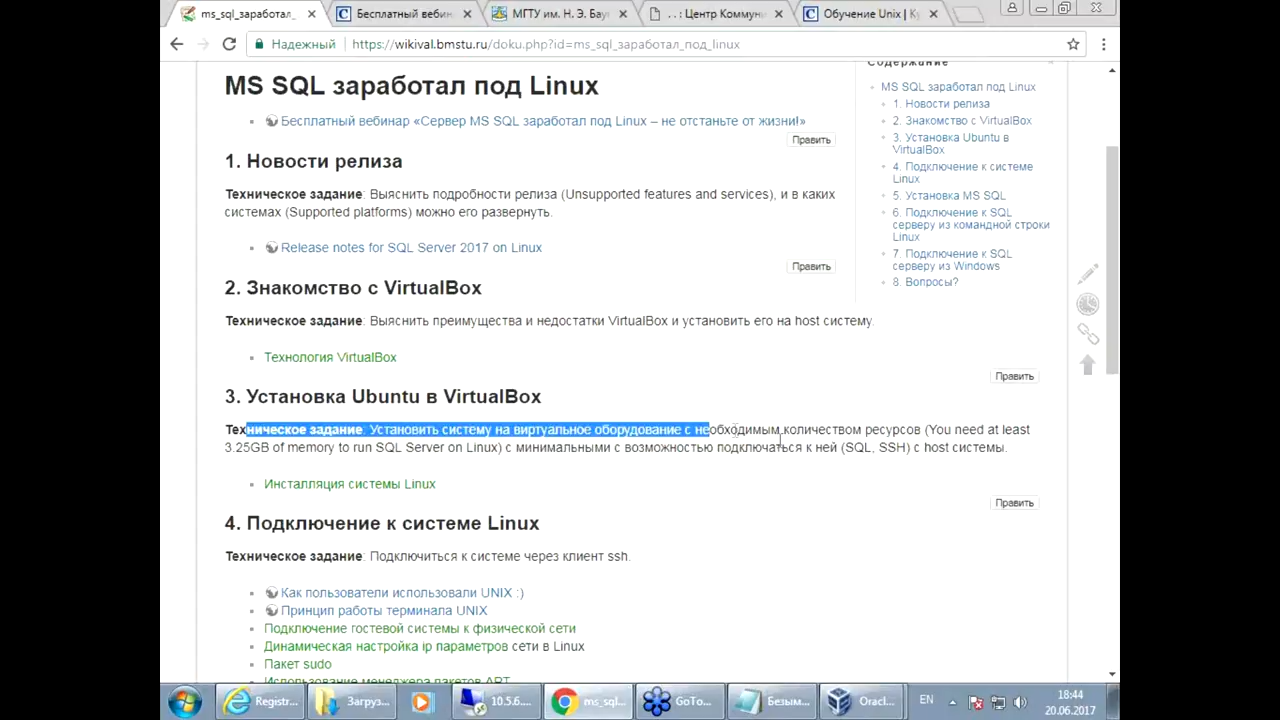 ms_sql_заработал_
Бесплатный вебин
МГТУ им. Н. Э. Бау
. . : Центр Коммун
Обучение Unix | К
Надежный
https://wikival.bmstu.ru/doku.php?id=ms_sql_заработал_под_linux
Содержание
MS SQL заработал под Linux
1. Новости релиза
2. Знакомство с VirtualBox
3. Установка Ubuntu в
VirtualBox
4. Подключение к системе
Linux
5. Установка MS SQL
6. Подключение к SQL
серверу из командной строки
Linux
7. Подключение к SQL
серверу из Windows
8. Вопросы?
MS SQL заработал под Linux
Бесплатный вебинар «Сервер MS SQL заработал под Linux – не отстаньте от жизни!»
Править
1. Новости релиза
Техническое задание: Выяснить подробности релиза (Unsupported features and services), и в каких
системах (Supported platforms) можно его развернуть.
Release notes for SQL Server 2017 on Linux
Править
2. Знакомство с VirtualBox
Техническое задание: Выяснить преимущества и недостатки VirtualBox и установить его на host систему.
Технология VirtualBox
Править
3. Установка Ubuntu в VirtualBox
Техническое задание: Установить систему на виртуальное оборудование с необходимым количеством ресурсов (You need at least
3.25GB of memory to run SQL Server on Linux) с минимальными с возможностью подключаться к ней (SQL, SSH) с host системы.
Инсталляция системы Linux
Править
4. Подключение к системе Linux
Техническое задание: Подключиться к системе через клиент ssh.
Как пользователи использовали UNIX :)
Принцип работы терминала UNIX
Подключение гостевой системы к физической сети
Динамическая настройка ip параметров сети в Linux
Пакет sudo
Использование менеджера пакетов APT
Registr...
Загруз...
10.5.6....
ms_sql...
GoTo...
Безым...
Oracl...
EN
18:44
20.06.2017